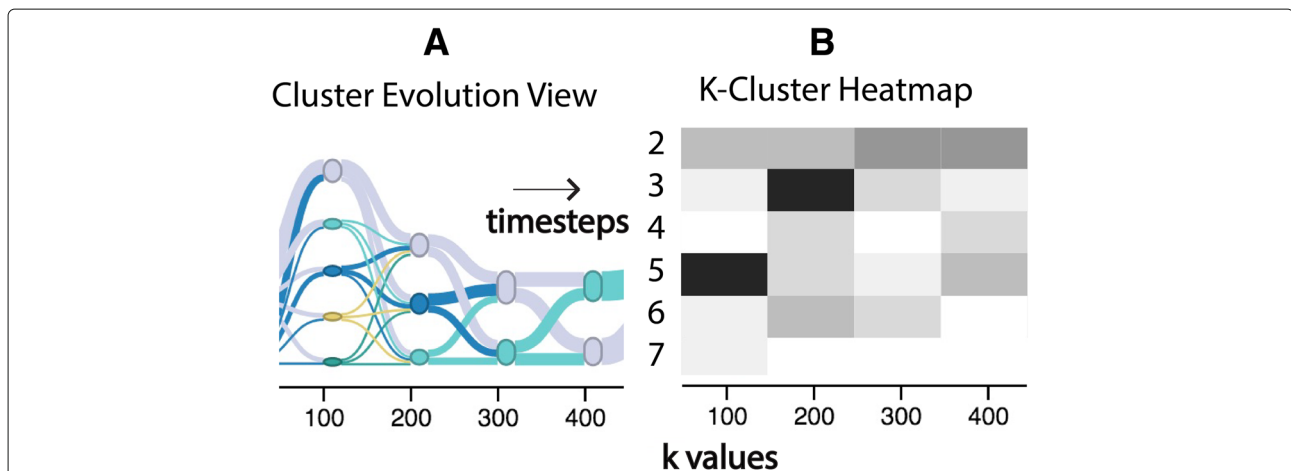 A
Cluster Evolution View
timesteps
100 200 300 400
B
K-Cluster Heatmap
2
3
4
5
6
7
100 200 300 400
k values